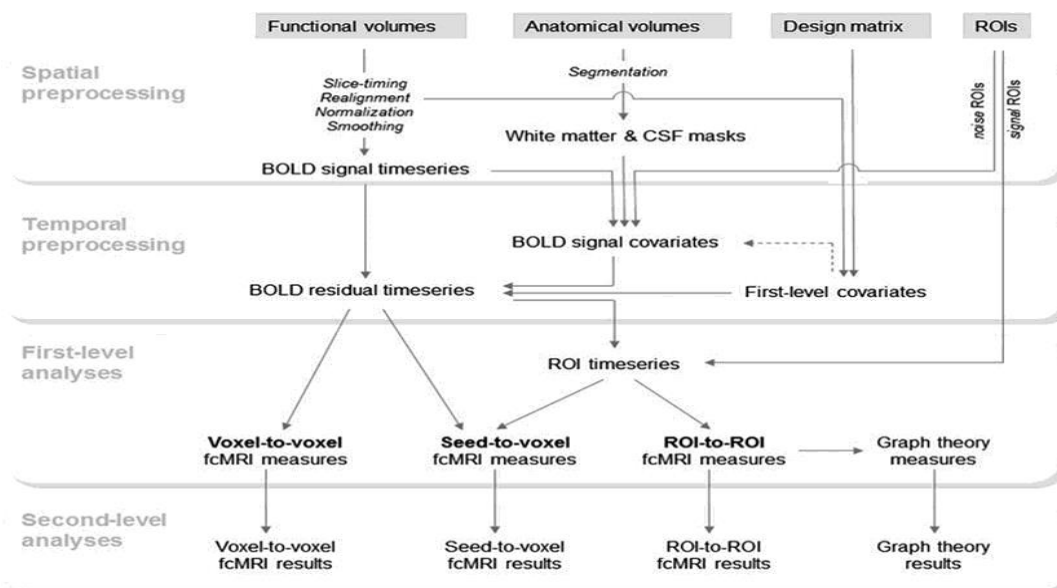 Functional volumes
Anatomical volumes
Design matrix
ROIs
Spatial
preprocessing
Slice-timing
Realignment
Normalization
Smoothing
Segmentation
noise ROIs
signal ROIs
White matter & CSF masks
BOLD signal timeseries
Temporal
preprocessing
BOLD signal covariates
BOLD residual timeseries
First-level covariates
First-level
analyses
ROI timeseries
Voxel-to-voxel
fcMRI measures
Seed-to-voxel
fcMRI measures
ROI-to-ROI
fcMRI measures
Graph theory
measures
Second-level
analyses
Voxel-to-voxel
fcMRI results
Seed-to-voxel
fcMRI results
ROI-to-ROI
fcMRI results
Graph theory
results